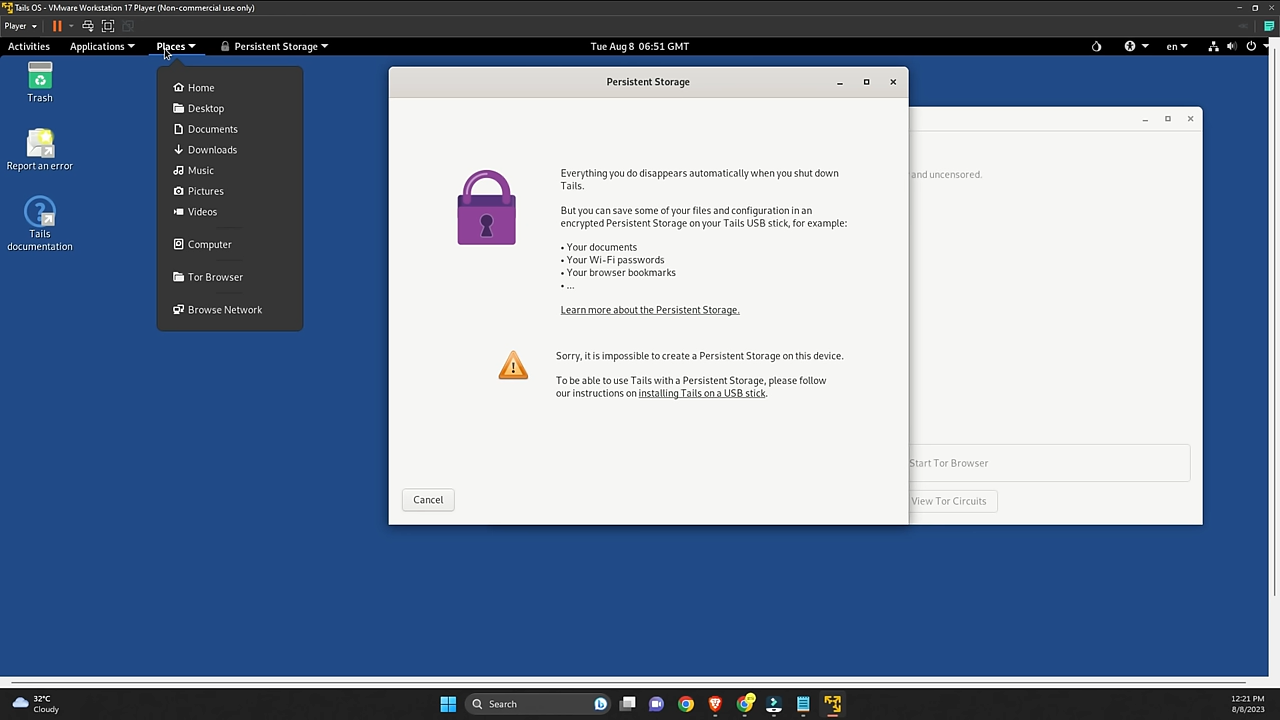 Tails OS - VMware Workstation 17 Player (Non-commercial use only)
Player
Activities
Applications
Places
Persistent Storage
Tue Aug 8 06:51 GMT
en
Trash
Report an error
Tails
documentation
Home
Desktop
Documents
Downloads
Music
Pictures
Videos
Computer
Tor Browser
Browse Network
Persistent Storage
Everything you do disappears automatically when you shut down
Tails.
But you can save some of your files and configuration in an
encrypted Persistent Storage on your Tails USB stick, for example:
• Your documents
• Your Wi-Fi passwords
• Your browser bookmarks
• ...
Learn more about the Persistent Storage.
Sorry, it is impossible to create a Persistent Storage on this device.
To be able to use Tails with a Persistent Storage, please follow
our instructions on installing Tails on a USB stick.
Cancel
and uncensored.
Start Tor Browser
View Tor Circuits
32°C
Cloudy
Search
12:21 PM
8/8/2023